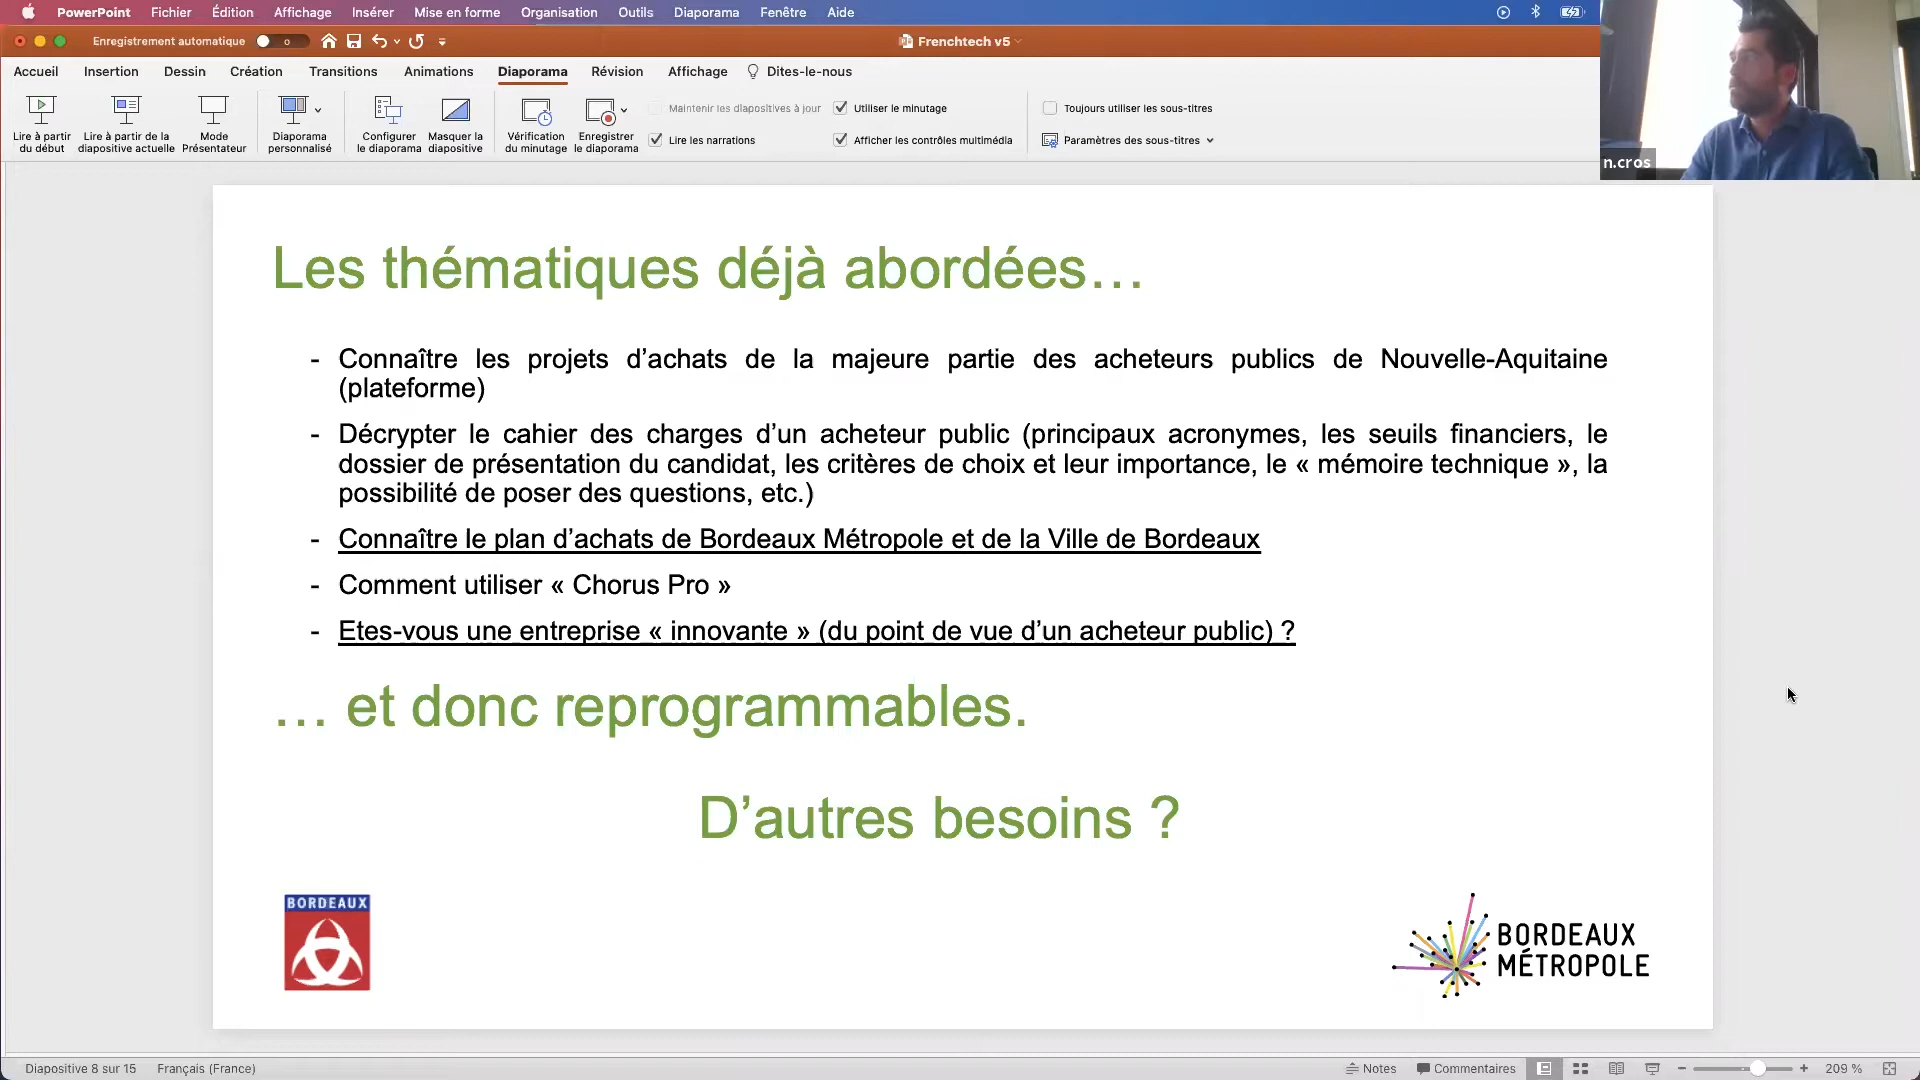 PowerPoint Fichier Édition Affichage Insérer Mise en forme Organisation Outils Diaporama Fenêtre Aide
Enregistrement automatique
Frenchtech v5
Accueil Insertion Dessin Création Transitions Animations Diaporama Révision Affichage Dites-le-nous
Lire à partir du début
Lire à partir de la diapositive actuelle
Mode Présentateur
Diaporama personnalisé
Configurer le diaporama
Masquer la diapositive
Vérification du minutage
Enregistrer le diaporama
Maintenir les diapositives à jour
Utiliser le minutage
Lire les narrations
Afficher les contrôles multimédia
Toujours utiliser les sous-titres
Paramètres des sous-titres
n.cros
Les thématiques déjà abordées…
- Connaître les projets d’achats de la majeure partie des acheteurs publics de Nouvelle-Aquitaine
(plateforme)
- Décrypter le cahier des charges d’un acheteur public (principaux acronymes, les seuils financiers, le
dossier de présentation du candidat, les critères de choix et leur importance, le « mémoire technique », la
possibilité de poser des questions, etc.)
- Connaître le plan d’achats de Bordeaux Métropole et de la Ville de Bordeaux
- Comment utiliser « Chorus Pro »
- Etes-vous une entreprise « innovante » (du point de vue d’un acheteur public) ?
… et donc reprogrammables.
D’autres besoins ?
BORDEAUX
BORDEAUX
MÉTROPOLE
Diapositive 8 sur 15 Français (France) Notes Commentaires 209 %